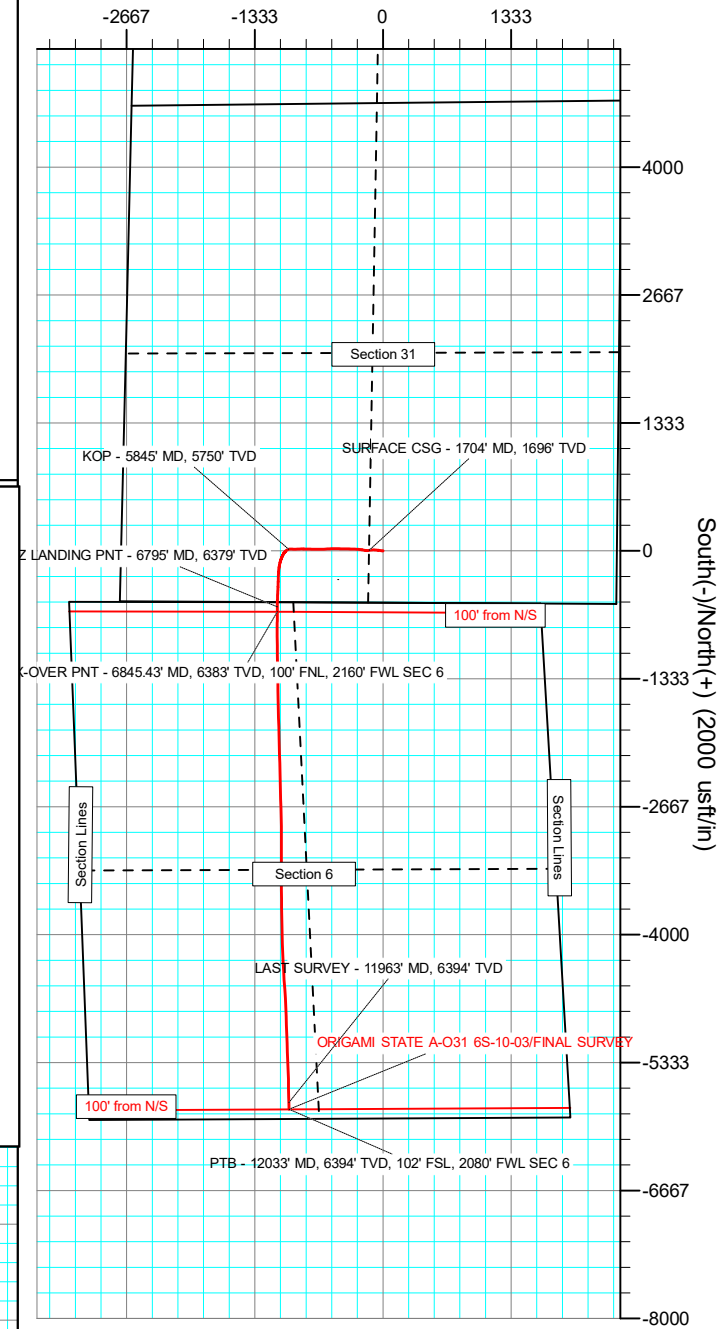 -2667 -1333 0 1333
4000
2667
Section 31
1333
KOP - 5845' MD, 5750' TVD
SURFACE CSG - 1704' MD, 1696' TVD
0
Z LANDING PNT - 6795' MD, 6379' TVD
100' from N/S
-OVER PNT - 6845.43' MD, 6383' TVD, 100' FNL, 2160' FWL SEC 6
-1333
South(-)/North(+) (2000 usft/in)
-2667
Section Lines
Section Lines
Section 6
-4000
LAST SURVEY - 11963' MD, 6394' TVD
ORIGAMI STATE A-O31 6S-10-03/FINAL SURVEY
-5333
100' from N/S
PTB - 12033' MD, 6394' TVD, 102' FSL, 2080' FWL SEC 6
-6667
-8000